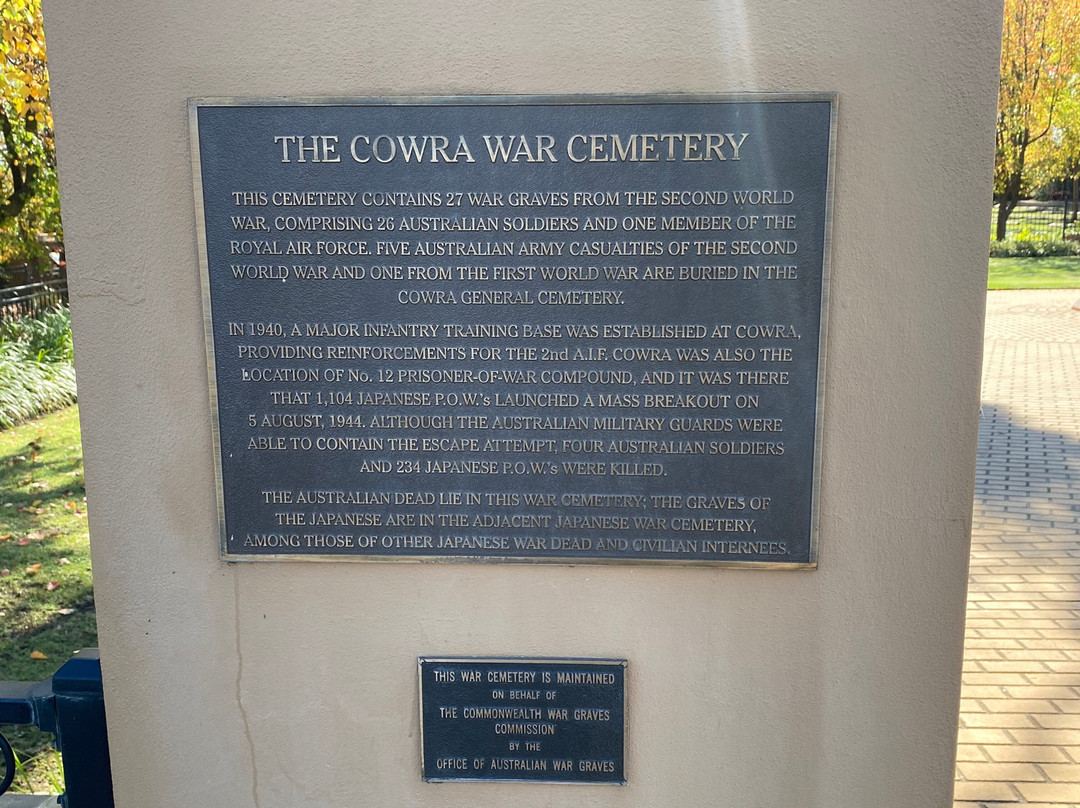 THE COWRA WAR CEMETERY
THIS CEMETERY CONTAINS 27 WAR GRAVES FROM THE SECOND WORLD
WAR, COMPRISING 26 AUSTRALIAN SOLDIERS AND ONE MEMBER OF THE
ROYAL AIR FORCE. FIVE AUSTRALIAN ARMY CASUALTIES OF THE SECOND
WORLD WAR AND ONE FROM THE FIRST WORLD WAR ARE BURIED IN THE
COWRA GENERAL CEMETERY.
IN 1940, A MAJOR INFANTRY TRAINING BASE WAS ESTABLISHED AT COWRA,
PROVIDING REINFORCEMENTS FOR THE 2nd A.I.F. COWRA WAS ALSO THE
LOCATION OF No. 12 PRISONER-OF-WAR COMPOUND, AND IT WAS THERE
THAT 1,104 JAPANESE P.O.W.'s LAUNCHED A MASS BREAKOUT ON
5 AUGUST, 1944. ALTHOUGH THE AUSTRALIAN MILITARY GUARDS WERE
ABLE TO CONTAIN THE ESCAPE ATTEMPT, FOUR AUSTRALIAN SOLDIERS
AND 234 JAPANESE P.O.W.'s WERE KILLED.
THE AUSTRALIAN DEAD LIE IN THIS WAR CEMETERY; THE GRAVES OF
THE JAPANESE ARE IN THE ADJACENT JAPANESE WAR CEMETERY,
AMONG THOSE OF OTHER JAPANESE WAR DEAD AND CIVILIAN INTERNEES.
THIS WAR CEMETERY IS MAINTAINED
ON BEHALF OF
THE COMMONWEALTH WAR GRAVES
COMMISSION
BY THE
OFFICE OF AUSTRALIAN WAR GRAVES